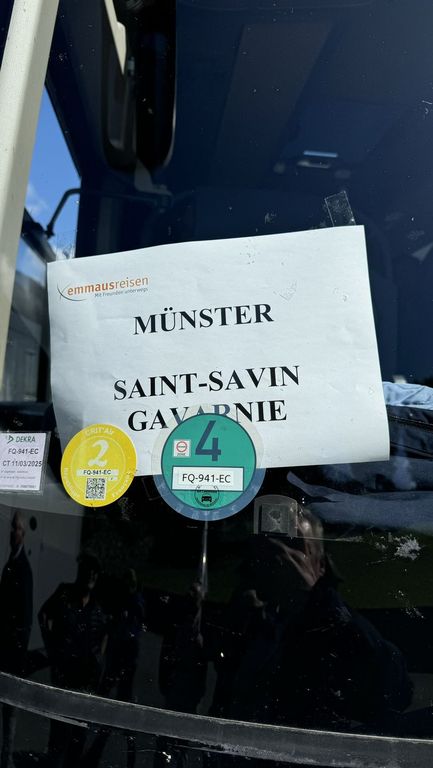 emmausreisen
Mit Freunden unterwegs
MÜNSTER
SAINT-SAVIN
GAVARNIE
DEKRA
FQ-941-EC
CT 11/03/2025
CRIT'Air
2
FQ-941-EC
4
FQ-941-EC